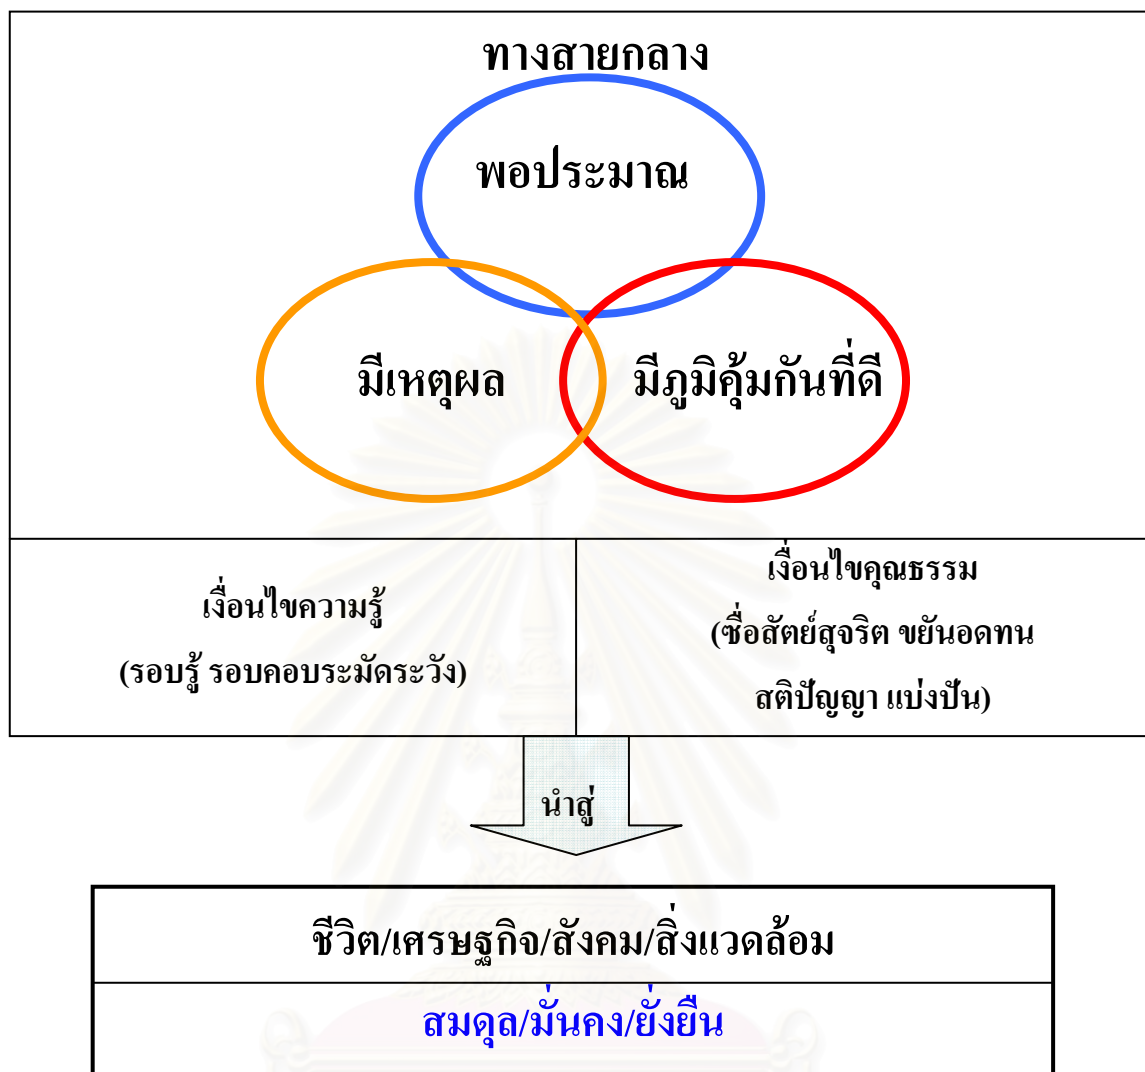 ทางสายกลาง
พอประมาณ
มีเหตุผล
มีภูมิคุ้มกันที่ดี
เงื่อนไขความรู้
(รอบรู้ รอบคอบระมัดระวัง)
เงื่อนไขคุณธรรม
(ซื่อสัตย์สุจริต ขยันอดทน
สติปัญญา แบ่งปัน)
นำสู่
ชีวิต/เศรษฐกิจ/สังคม/สิ่งแวดล้อม
สมดุล/มั่นคง/ยั่งยืน